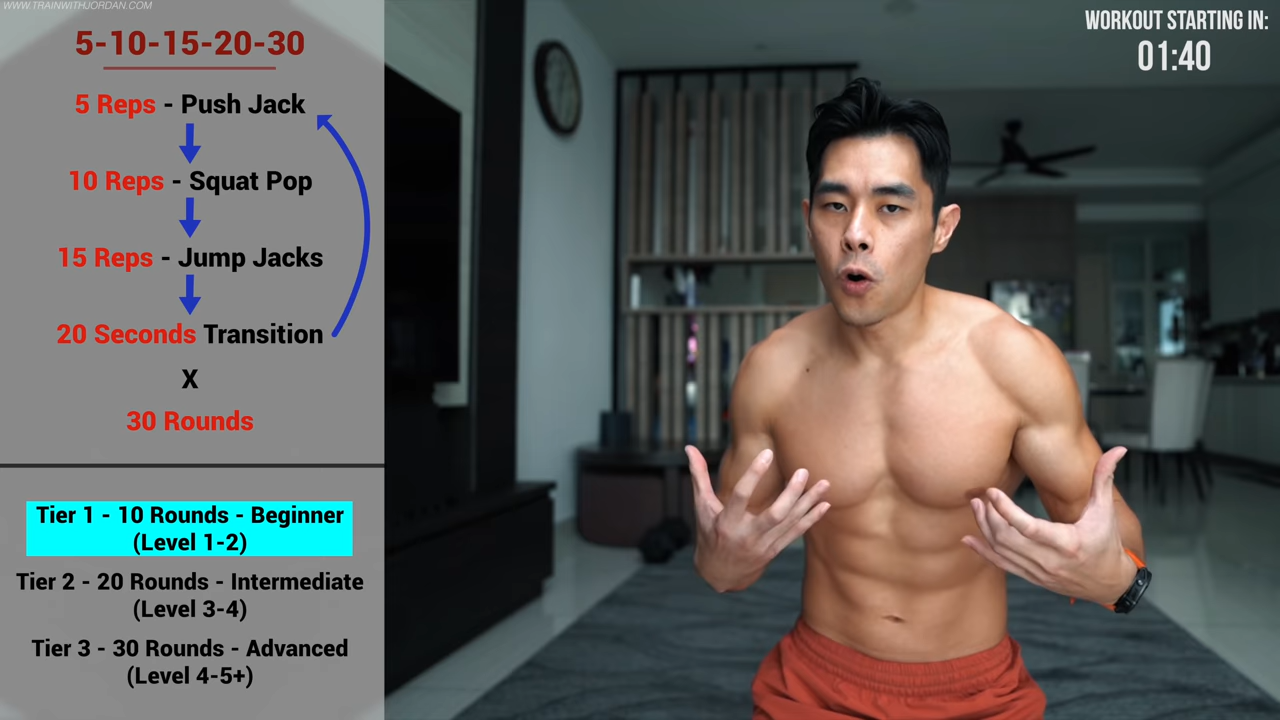 WWW.TRAINWITHJORDAN.COM
5-10-15-20-30
5 Reps - Push Jack
10 Reps - Squat Pop
15 Reps - Jump Jacks
20 Seconds Transition
X
30 Rounds
Tier 1 - 10 Rounds - Beginner
(Level 1-2)
Tier 2 - 20 Rounds - Intermediate
(Level 3-4)
Tier 3 - 30 Rounds - Advanced
(Level 4-5+)
WORKOUT STARTING IN:
01:40